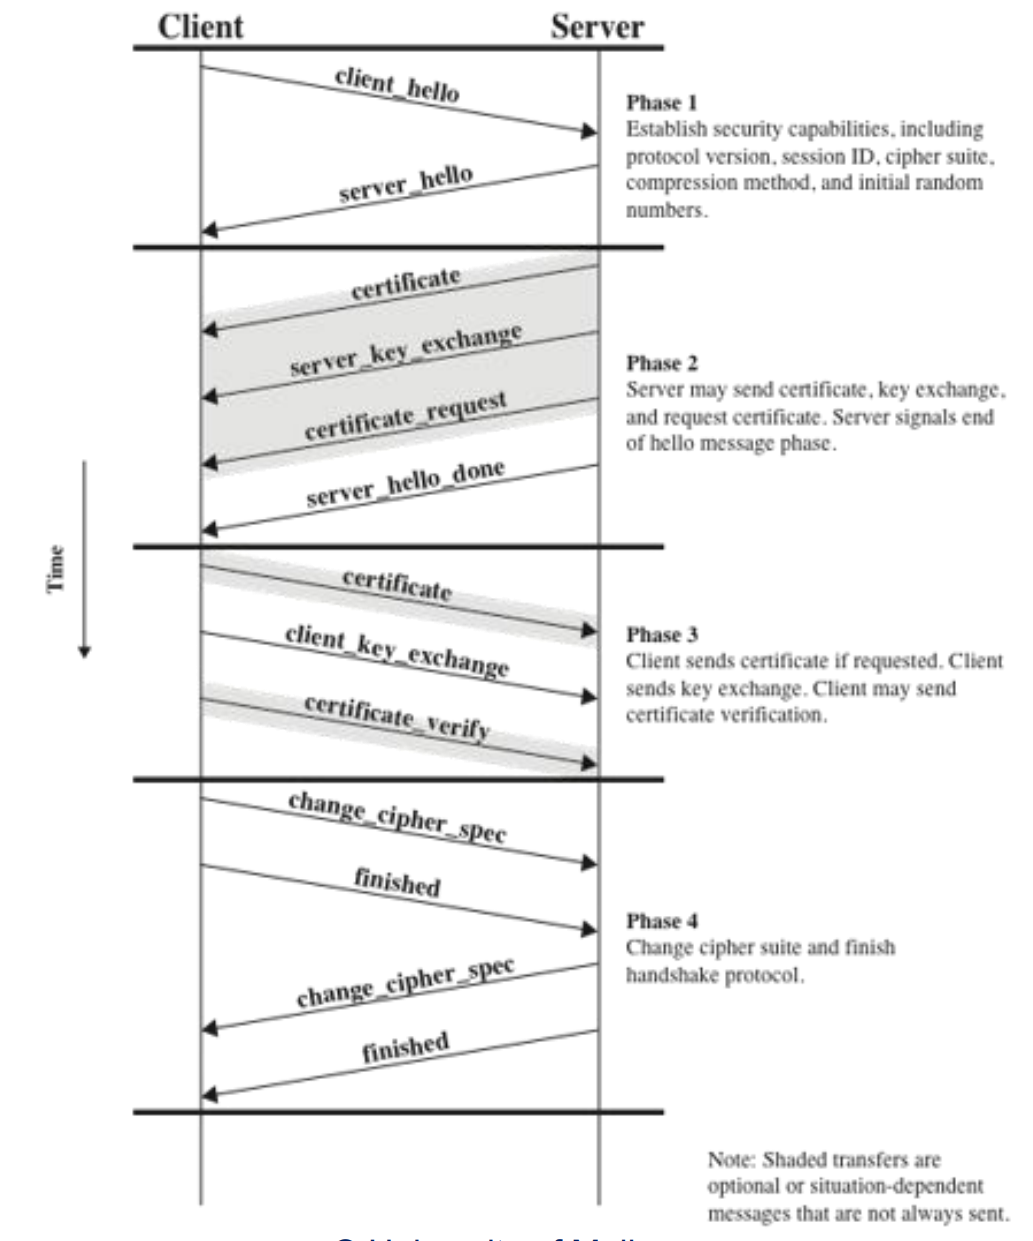 Client Server
client_hello
server_hello
Phase 1
Establish security capabilities, including
protocol version, session ID, cipher suite,
compression method, and initial random
numbers.
certificate
server_key_exchange
certificate_request
server_hello_done
Phase 2
Server may send certificate, key exchange,
and request certificate. Server signals end
of hello message phase.
Time
certificate
client_key_exchange
certificate_verify
Phase 3
Client sends certificate if requested. Client
sends key exchange. Client may send
certificate verification.
change_cipher_spec
finished
change_cipher_spec
finished
Phase 4
Change cipher suite and finish
handshake protocol.
Note: Shaded transfers are
optional or situation-dependent
messages that are not always sent.